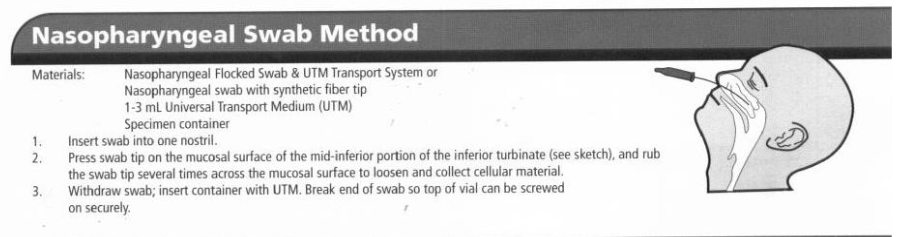 Nasopharyngeal Swab Method
Materials: Nasopharyngeal Flocked Swab & UTM Transport System or
Nasopharyngeal swab with synthetic fiber tip
1-3 mL Universal Transport Medium (UTM)
Specimen container
1. Insert swab into one nostril.
2. Press swab tip on the mucosal surface of the mid-inferior portion of the inferior turbinate (see sketch), and rub
the swab tip several times across the mucosal surface to loosen and collect cellular material.
3. Withdraw swab; insert container with UTM. Break end of swab so top of vial can be screwed
on securely.